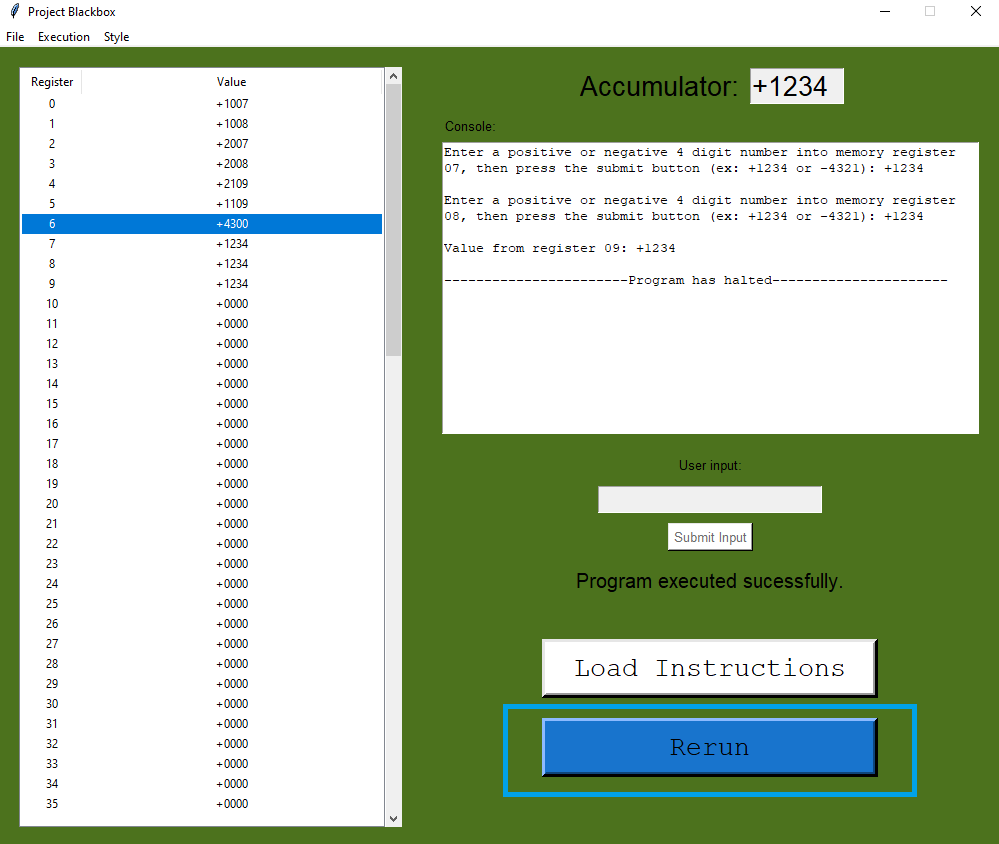 Project Blackbox
File Execution Style
Register Value
0 +1007
1 +1008
2 +2007
3 +2008
4 +2109
5 +1109
6 +4300
7 +1234
8 +1234
9 +1234
10 +0000
11 +0000
12 +0000
13 +0000
14 +0000
15 +0000
16 +0000
17 +0000
18 +0000
19 +0000
20 +0000
21 +0000
22 +0000
23 +0000
24 +0000
25 +0000
26 +0000
27 +0000
28 +0000
29 +0000
30 +0000
31 +0000
32 +0000
33 +0000
34 +0000
35 +0000
Accumulator: +1234
Console:
Enter a positive or negative 4 digit number into memory register
07, then press the submit button (ex: +1234 or -4321): +1234
Enter a positive or negative 4 digit number into memory register
08, then press the submit button (ex: +1234 or -4321): +1234
Value from register 09: +1234
-----------------------Program has halted----------------------
User input:
Submit Input
Program executed sucessfully.
Load Instructions
Rerun